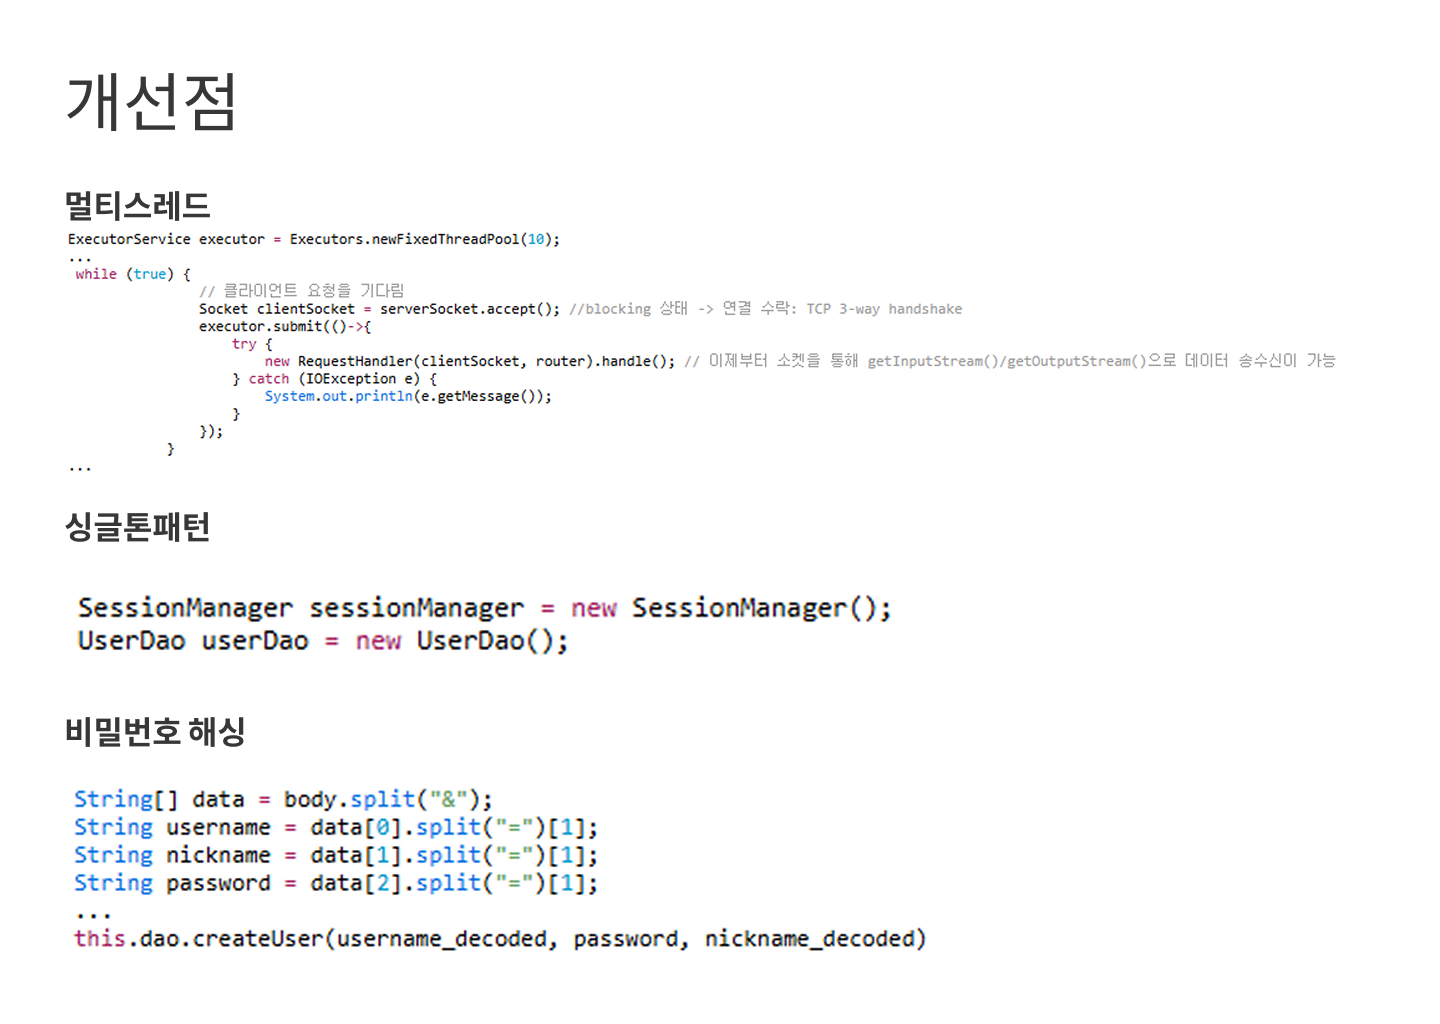 개선점
멀티스레드
ExecutorService executor = Executors.newFixedThreadPool(10);
...
while (true) {
// 클라이언트 요청을 기다림
Socket clientSocket = serverSocket.accept(); //blocking 상태 -> 연결 수락: TCP 3-way handshake
executor.submit(()->{
try {
new RequestHandler(clientSocket, router).handle(); // 이제부터 소켓을 통해 getInputStream()/getOutputStream()으로 데이터 송수신이 가능
} catch (IOException e) {
System.out.println(e.getMessage());
}
});
}
...
싱글톤패턴
SessionManager sessionManager = new SessionManager();
UserDao userDao = new UserDao();
비밀번호 해싱
String[] data = body.split("&");
String username = data[0].split("=")[1];
String nickname = data[1].split("=")[1];
String password = data[2].split("=")[1];
...
this.dao.createUser(username_decoded, password, nickname_decoded)